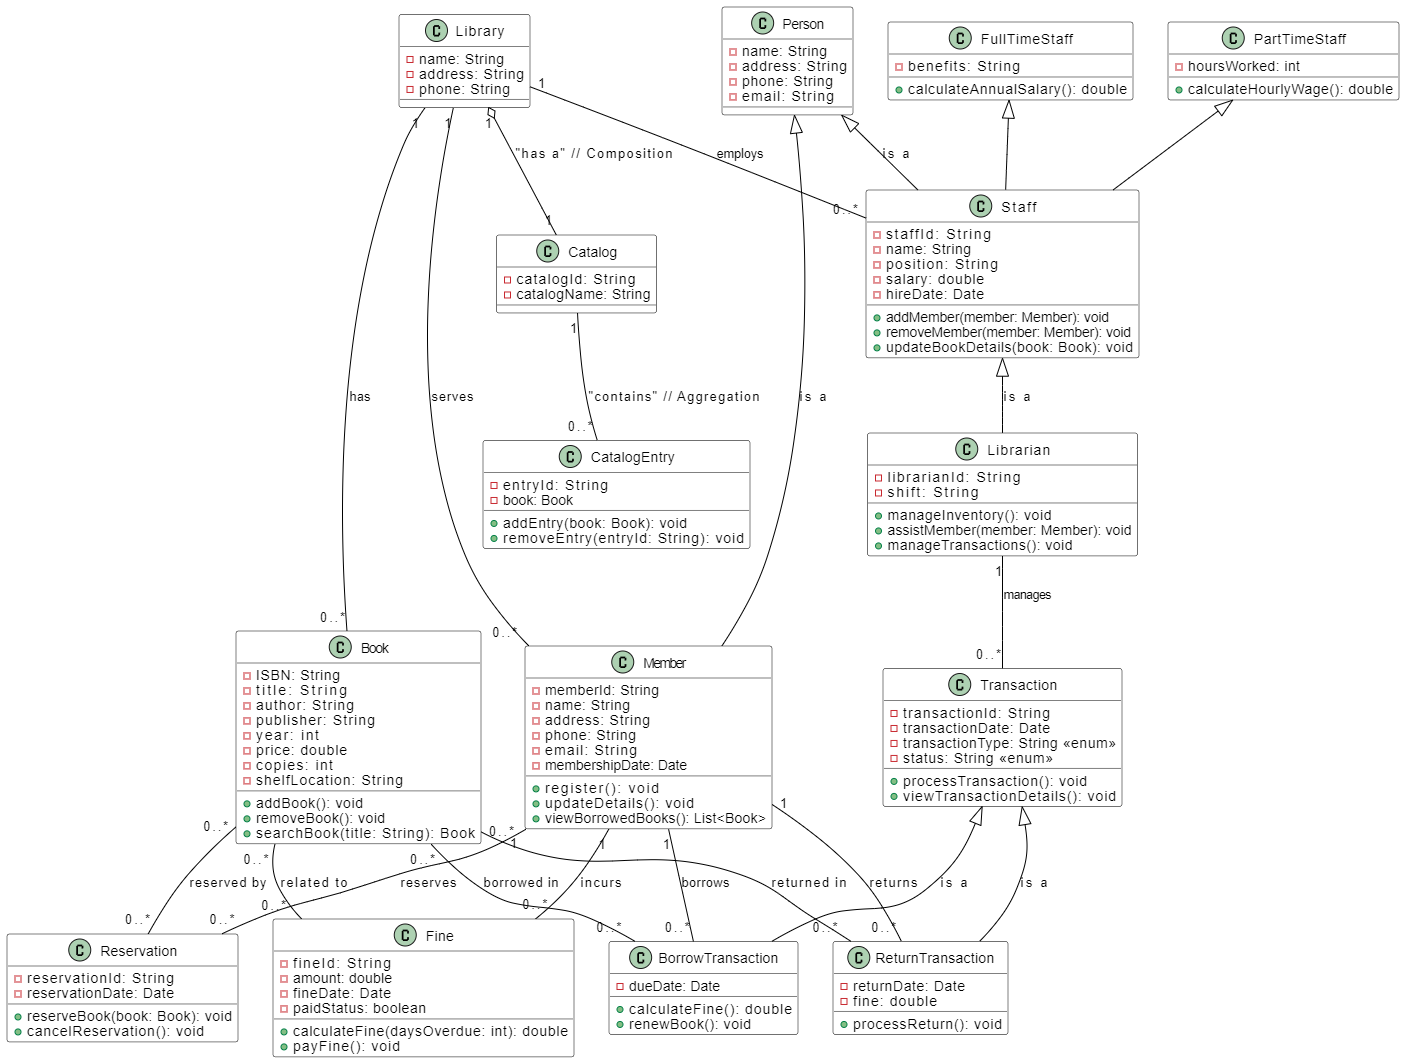 C Library
name: String
address: String
phone: String
C Person
name: String
address: String
phone: String
email: String
C FullTimeStaff
benefits: String
calculateAnnualSalary(): double
C PartTimeStaff
hoursWorked: int
calculateHourlyWage(): double
1
1
1
1
"has a" // Composition
employs
is a
1
0..*
C Staff
staffId: String
name: String
position: String
salary: double
hireDate: Date
addMember(member: Member): void
removeMember(member: Member): void
updateBookDetails(book: Book): void
C Catalog
catalogId: String
catalogName: String
1
has
serves
"contains" // Aggregation
is a
is a
0..*
C CatalogEntry
entryId: String
book: Book
addEntry(book: Book): void
removeEntry(entryId: String): void
C Librarian
librarianId: String
shift: String
manageInventory(): void
assistMember(member: Member): void
manageTransactions(): void
1
manages
0..*
0..*
0..*
C Book
ISBN: String
title: String
author: String
publisher: String
year: int
price: double
copies: int
shelfLocation: String
addBook(): void
removeBook(): void
searchBook(title: String): Book
C Member
memberId: String
name: String
address: String
phone: String
email: String
membershipDate: Date
register(): void
updateDetails(): void
viewBorrowedBooks(): List<Book>
C Transaction
transactionId: String
transactionDate: Date
transactionType: String «enum»
status: String «enum»
processTransaction(): void
viewTransactionDetails(): void
0..*
0..*
0..*
0..*
1
1
1
1
reserved by
related to
reserves
borrowed in
incurs
borrows
returned in
returns
is a
is a
0..*
0..*
0..*
0..*
0..*
0..*
0..*
0..*
C Reservation
reservationId: String
reservationDate: Date
reserveBook(book: Book): void
cancelReservation(): void
C Fine
fineId: String
amount: double
fineDate: Date
paidStatus: boolean
calculateFine(daysOverdue: int): double
payFine(): void
C BorrowTransaction
dueDate: Date
calculateFine(): double
renewBook(): void
C ReturnTransaction
returnDate: Date
fine: double
processReturn(): void